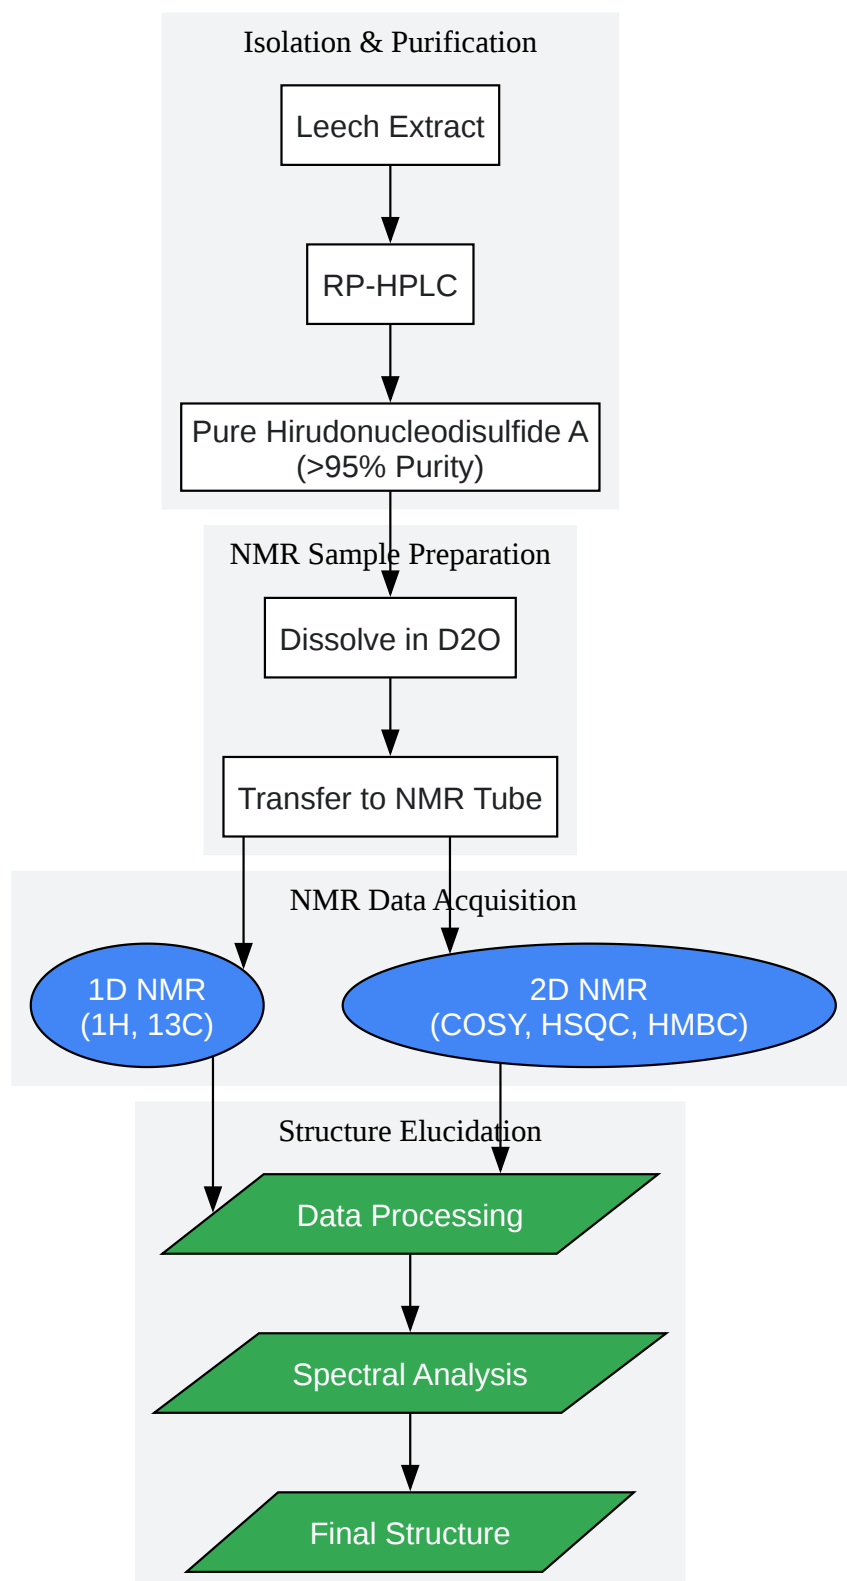 Isolation & Purification
Leech Extract
RP-HPLC
Pure Hirudonucleodisulfide A
(>95% Purity)
NMR Sample Preparation
Dissolve in D2O
Transfer to NMR Tube
NMR Data Acquisition
1D NMR
(1H, 13C)
2D NMR
(COSY, HSQC, HMBC)
Structure Elucidation
Data Processing
Spectral Analysis
Final Structure